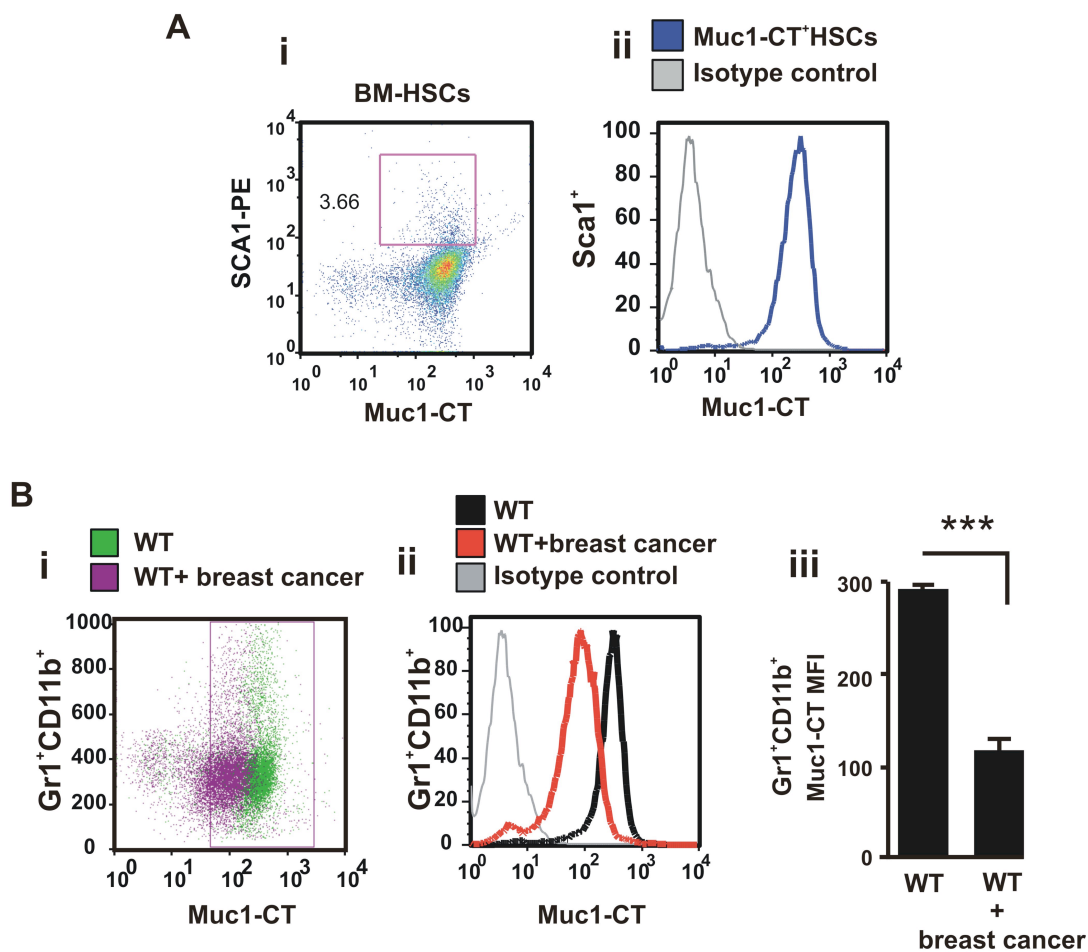 A
i
BM-HSCs
SCA1-PE
10^4
10^3
10^2
10^1
10^0
3.66
10^0 10^1 10^2 10^3 10^4
Muc1-CT
ii
Muc1-CT^+HSCs
Isotype control
Sca1^+
100
80
60
40
20
0
10^0 10^1 10^2 10^3 10^4
Muc1-CT
B
i
WT
WT+ breast cancer
Gr1^+CD11b^+
1000
800
600
400
200
0
10^0 10^1 10^2 10^3 10^4
Muc1-CT
ii
WT
WT+breast cancer
Isotype control
Gr1^+CD11b^+
100
80
60
40
20
0
10^0 10^1 10^2 10^3 10^4
Muc1-CT
iii
***
Gr1^+CD11b^+
Muc1-CT MFI
300
200
100
0
WT
WT
+
breast cancer